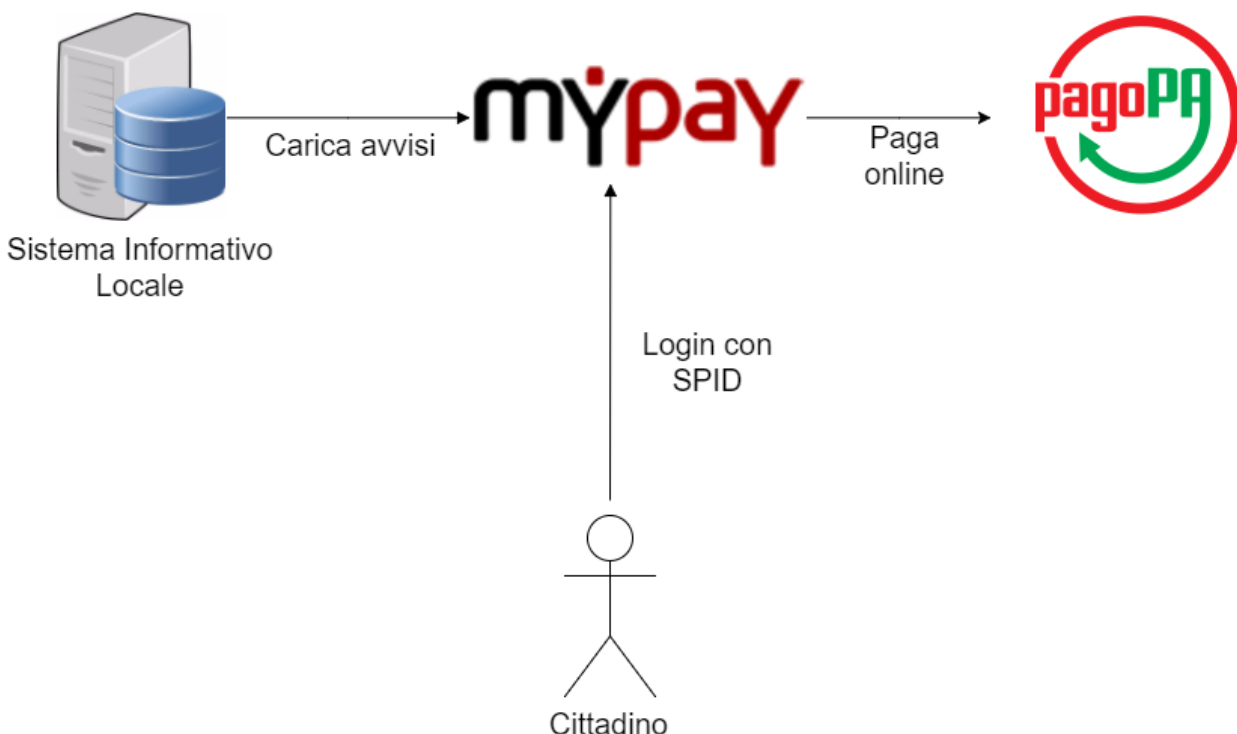 mypay
pagoPA
Carica avvisi
Paga
online
Sistema Informativo
Locale
Login con
SPID
Cittadino